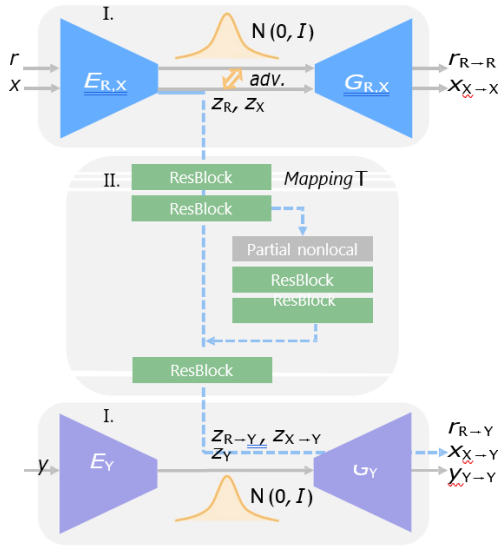 I.
N(0, I)
r
x
E_R,X
adv.
G_R,X
r_R→R
x_X→X
z_R, z_X
II.
ResBlock
Mapping T
ResBlock
Partial nonlocal
ResBlock
ResBlock
ResBlock
I.
z_R→Y, z_X→Y
z_Y
y
E_Y
G_Y
r_R→Y
x_X→Y
y_Y→Y
N(0, I)